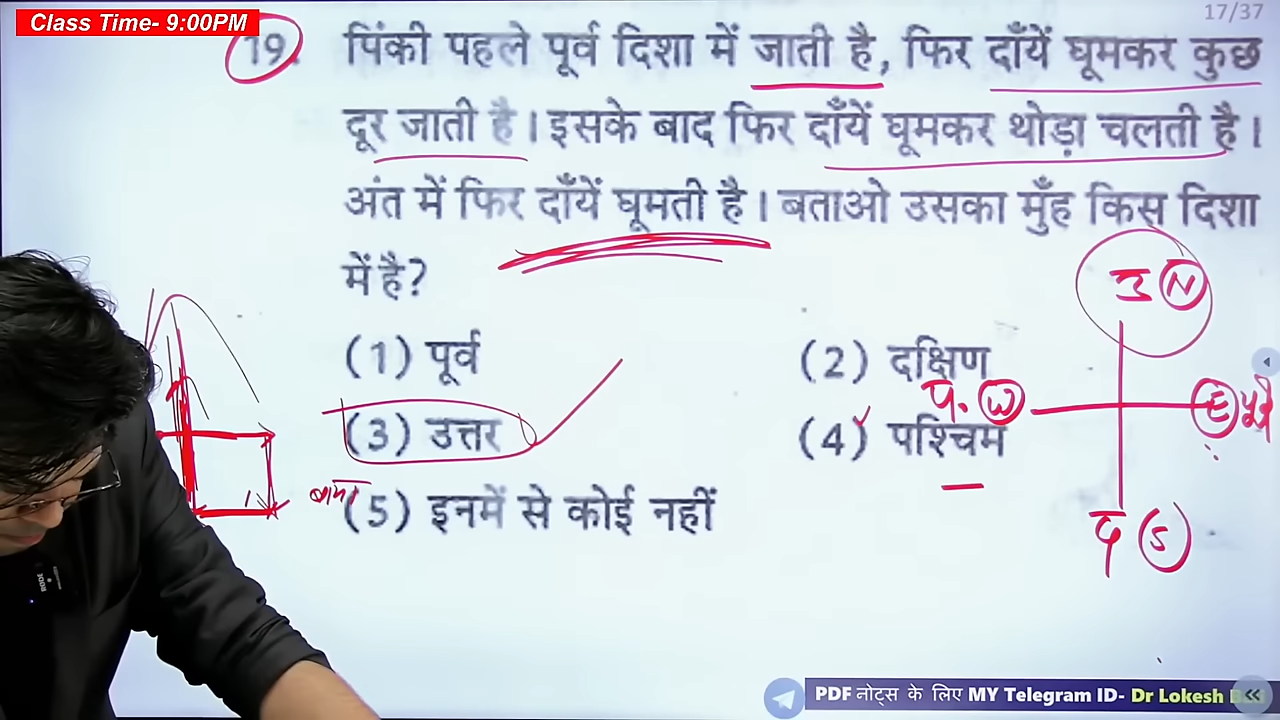 Class Time- 9:00PM
17/37
19. पिंकी पहले पूर्व दिशा में जाती है, फिर दाँयें घूमकर कुछ
दूर जाती है। इसके बाद फिर दाँयें घूमकर थोड़ा चलती है।
अंत में फिर दाँयें घूमती है। बताओ उसका मुँह किस दिशा
में है?
उ N
(1) पूर्व (2) दक्षिण
प. W E पूर्व
(3) उत्तर (4) पश्चिम
(5) इनमें से कोई नहीं
द S
PDF नोट्स के लिए MY Telegram ID- Dr Lokesh